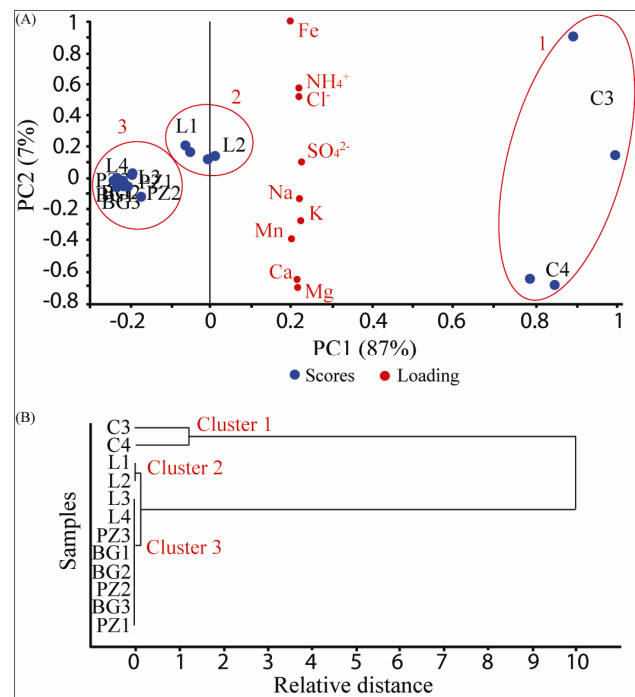 (A)
PC2 (7%)
1
0.8
0.6
0.4
0.2
0
-0.2
-0.4
-0.6
-0.8
-0.2
0
0.2
0.4
0.6
0.8
1
PC1 (87%)
Fe
NH₄⁺
Cl⁻
SO₄²⁻
Na
K
Mn
Ca
Mg
1
C3
C4
2
L1
L2
3
L4
L3
PZ1
PZ2
BG2
BG3
Scores
Loading
(B)
Samples
C3
C4
L1
L2
L3
L4
PZ3
BG1
BG2
PZ2
BG3
PZ1
Cluster 1
Cluster 2
Cluster 3
0 1 2 3 4 5 6 7 8 9 10
Relative distance